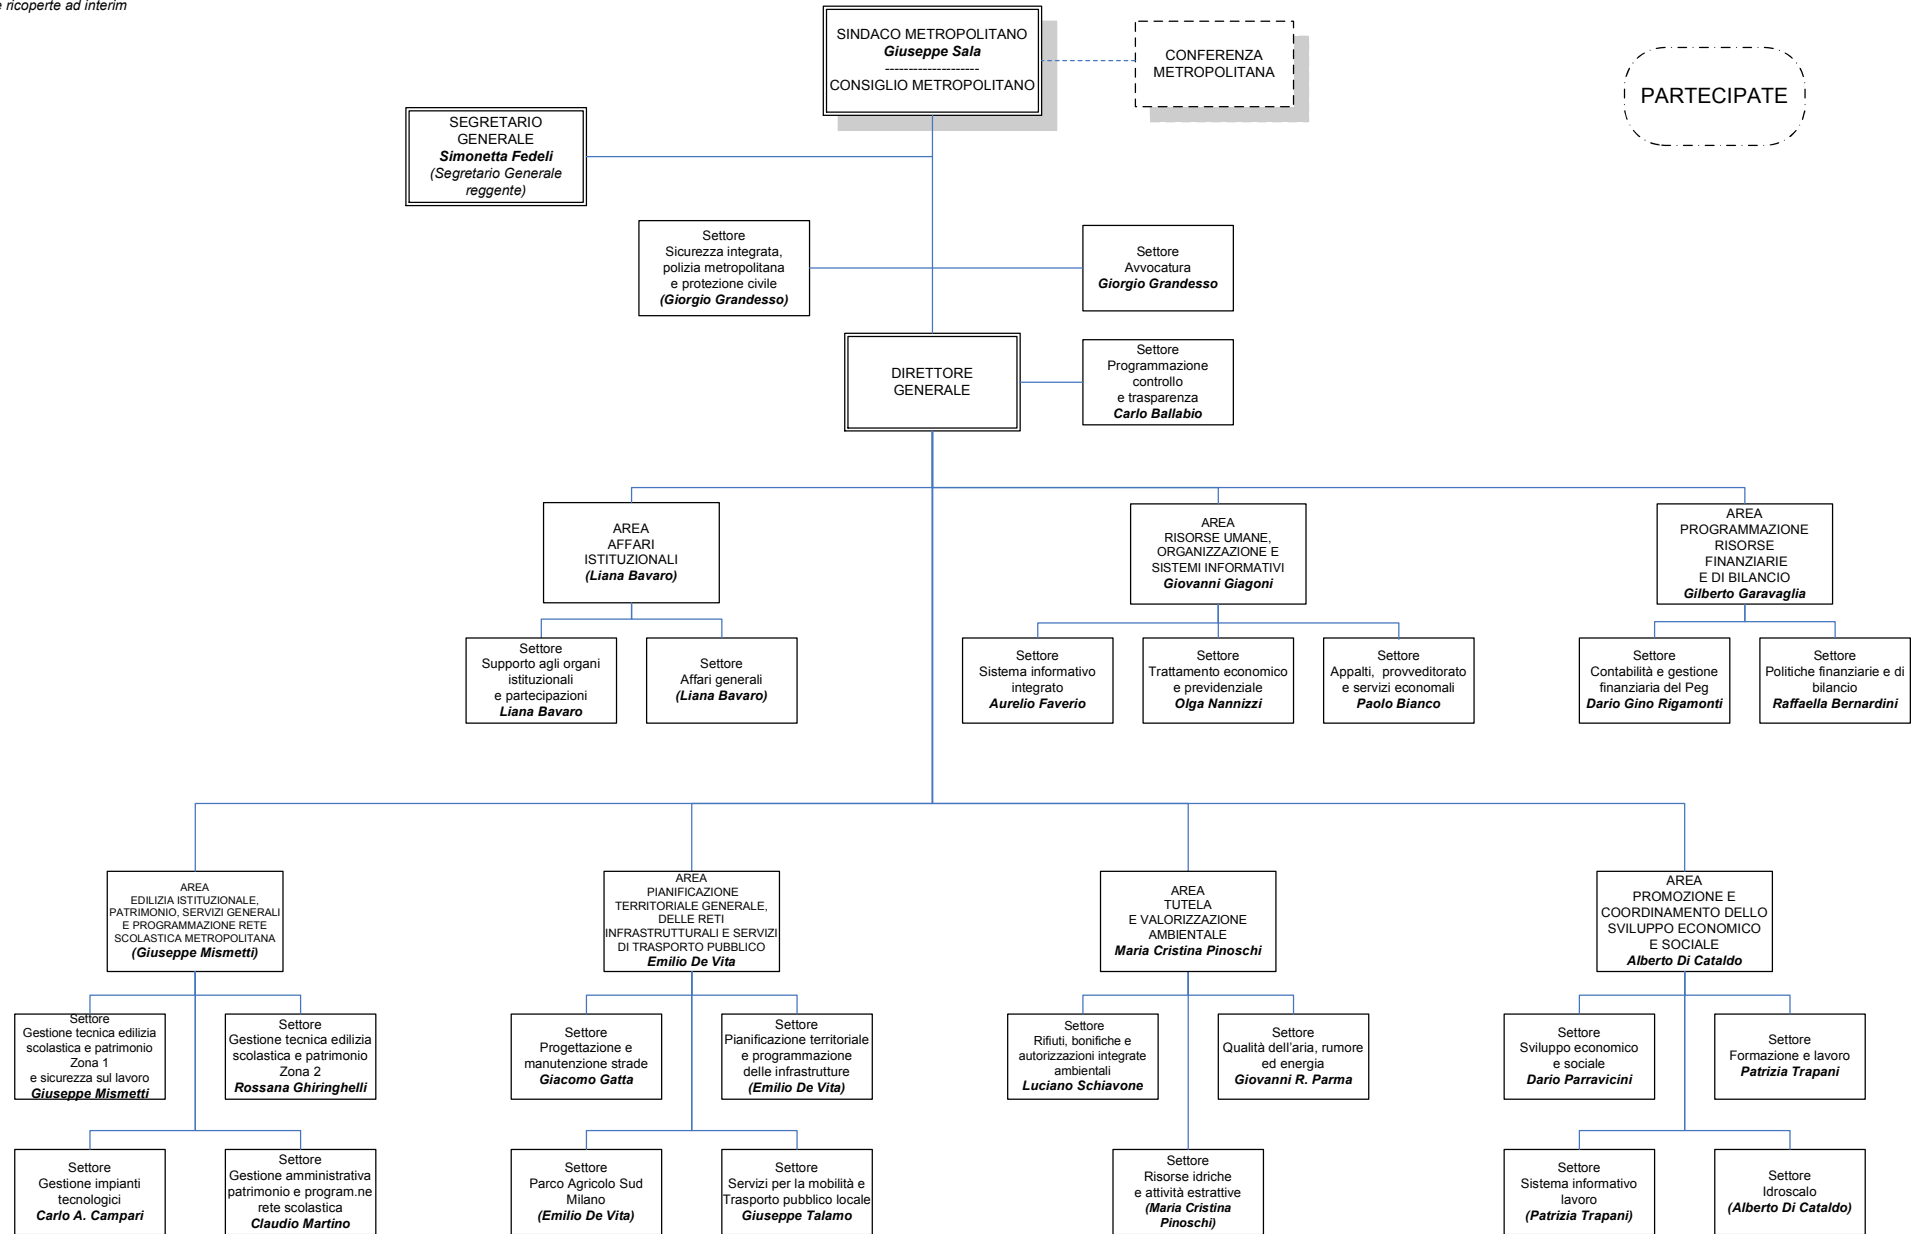 e ricoperte ad interim
SINDACO METROPOLITANO
Giuseppe Sala
--------------------
CONSIGLIO METROPOLITANO
CONFERENZA
METROPOLITANA
PARTECIPATE
SEGRETARIO
GENERALE
Simonetta Fedeli
(Segretario Generale
reggente)
Settore
Sicurezza integrata,
polizia metropolitana
e protezione civile
(Giorgio Grandesso)
Settore
Avvocatura
Giorgio Grandesso
DIRETTORE
GENERALE
Settore
Programmazione
controllo
e trasparenza
Carlo Ballabio
AREA
AFFARI
ISTITUZIONALI
(Liana Bavaro)
AREA
RISORSE UMANE,
ORGANIZZAZIONE E
SISTEMI INFORMATIVI
Giovanni Giagoni
AREA
PROGRAMMAZIONE
RISORSE
FINANZIARIE
E DI BILANCIO
Gilberto Garavaglia
Settore
Supporto agli organi
istituzionali
e partecipazioni
Liana Bavaro
Settore
Affari generali
(Liana Bavaro)
Settore
Sistema informativo
integrato
Aurelio Faverio
Settore
Trattamento economico
e previdenziale
Olga Nannizzi
Settore
Appalti, provveditorato
e servizi economali
Paolo Bianco
Settore
Contabilità e gestione
finanziaria del Peg
Dario Gino Rigamonti
Settore
Politiche finanziarie e di
bilancio
Raffaella Bernardini
AREA
EDILIZIA ISTITUZIONALE,
PATRIMONIO, SERVIZI GENERALI
E PROGRAMMAZIONE RETE
SCOLASTICA METROPOLITANA
(Giuseppe Mismetti)
AREA
PIANIFICAZIONE
TERRITORIALE GENERALE,
DELLE RETI
INFRASTRUTTURALI E SERVIZI
DI TRASPORTO PUBBLICO
Emilio De Vita
AREA
TUTELA
E VALORIZZAZIONE
AMBIENTALE
Maria Cristina Pinoschi
AREA
PROMOZIONE E
COORDINAMENTO DELLO
SVILUPPO ECONOMICO
E SOCIALE
Alberto Di Cataldo
Settore
Gestione tecnica edilizia
scolastica e patrimonio
Zona 1
e sicurezza sul lavoro
Giuseppe Mismetti
Settore
Gestione tecnica edilizia
scolastica e patrimonio
Zona 2
Rossana Ghiringhelli
Settore
Progettazione e
manutenzione strade
Giacomo Gatta
Settore
Pianificazione territoriale
e programmazione
delle infrastrutture
(Emilio De Vita)
Settore
Rifiuti, bonifiche e
autorizzazioni integrate
ambientali
Luciano Schiavone
Settore
Qualità dell'aria, rumore
ed energia
Giovanni R. Parma
Settore
Sviluppo economico
e sociale
Dario Parravicini
Settore
Formazione e lavoro
Patrizia Trapani
Settore
Gestione impianti
tecnologici
Carlo A. Campari
Settore
Gestione amministrativa
patrimonio e program.ne
rete scolastica
Claudio Martino
Settore
Parco Agricolo Sud
Milano
(Emilio De Vita)
Settore
Servizi per la mobilità e
Trasporto pubblico locale
Giuseppe Talamo
Settore
Risorse idriche
e attività estrattive
(Maria Cristina
Pinoschi)
Settore
Sistema informativo
lavoro
(Patrizia Trapani)
Settore
Idroscalo
(Alberto Di Cataldo)